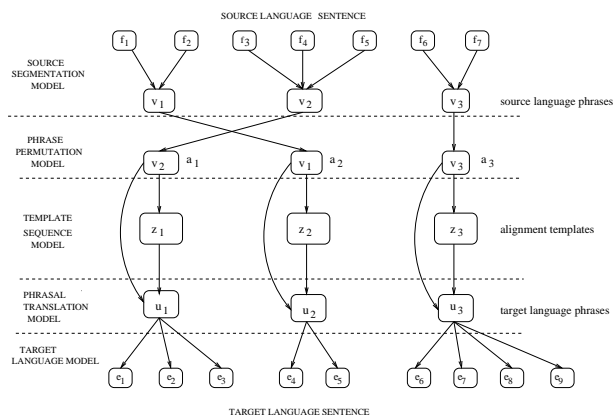 SOURCE LANGUAGE SENTENCE
f1 f2 f3 f4 f5 f6 f7
SOURCE
SEGMENTATION
MODEL
v1 v2 v3 source language phrases
PHRASE
PERMUTATION
MODEL
v2 a1 v1 a2 v3 a3
TEMPLATE
SEQUENCE
MODEL
z1 z2 z3 alignment templates
PHRASAL
TRANSLATION
MODEL
u1 u2 u3 target language phrases
TARGET
LANGUAGE MODEL
e1 e2 e3 e4 e5 e6 e7 e8 e9
TARGET LANGUAGE SENTENCE